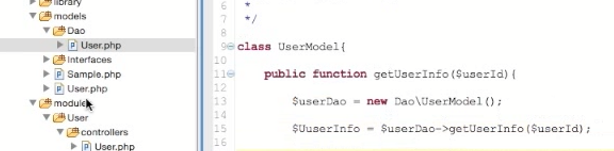 library
models
Dao
User.php
Interfaces
Sample.php
User.php
module
User
controllers
User.php
6 *
7 */
8
9 class UserModel{
10
11 public function getUserInfo($userId){
12
13 $userDao = new Dao\UserModel();
14
15 $UuserInfo = $userDao->getUserInfo($userId);
16